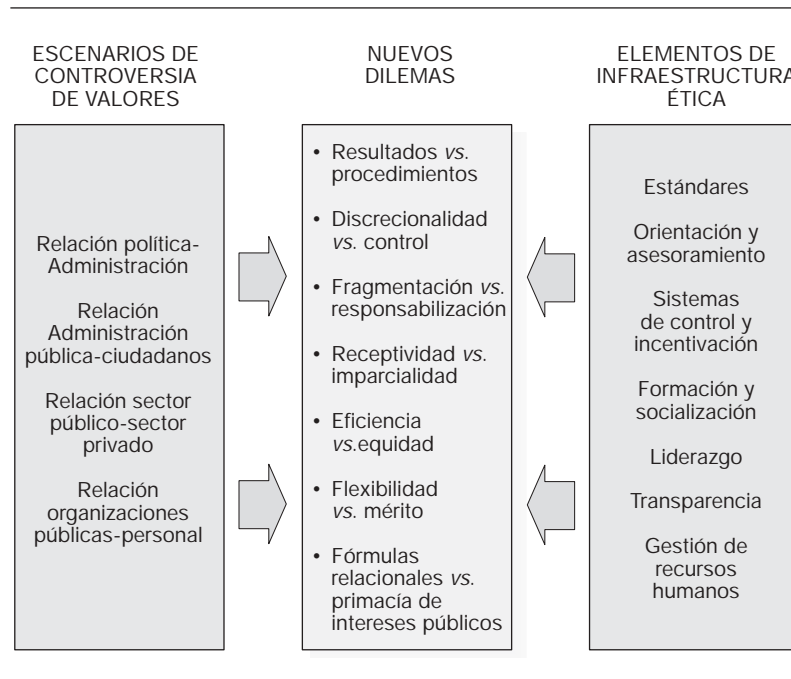 ESCENARIOS DE
CONTROVERSIA
DE VALORES
Relación política-
Administración
Relación
Administración
pública-ciudadanos
Relación sector
público-sector
privado
Relación
organizaciones
públicas-personal
NUEVOS
DILEMAS
• Resultados vs.
procedimientos
• Discrecionalidad
vs. control
• Fragmentación vs.
responsabilización
• Receptividad vs.
imparcialidad
• Eficiencia
vs.equidad
• Flexibilidad
vs. mérito
• Fórmulas
relacionales vs.
primacía de
intereses públicos
ELEMENTOS DE
INFRAESTRUCTURA
ÉTICA
Estándares
Orientación y
asesoramiento
Sistemas
de control y
incentivación
Formación y
socialización
Liderazgo
Transparencia
Gestión de
recursos
humanos